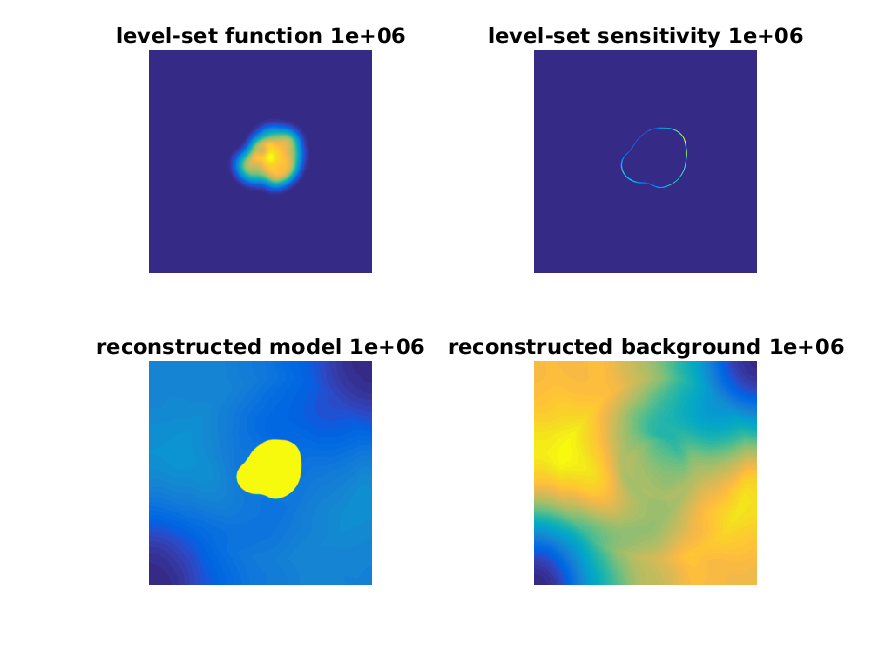 level-set function 1e+06
level-set sensitivity 1e+06
reconstructed model 1e+06
reconstructed background 1e+06